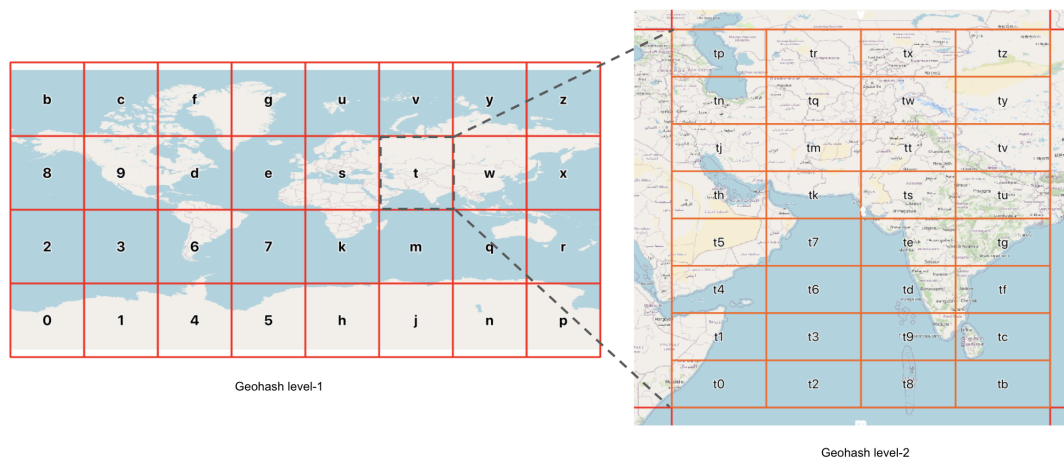 b c f g u v y z
8 9 d e s t w x
2 3 6 7 k m q r
0 1 4 5 h j n p
Geohash level-1
tp tr tx tz
tn tq tw ty
tj tm tt tv
th tk ts tu
t5 t7 te tg
t4 t6 td tf
t1 t3 t9 tc
t0 t2 t8 tb
Geohash level-2